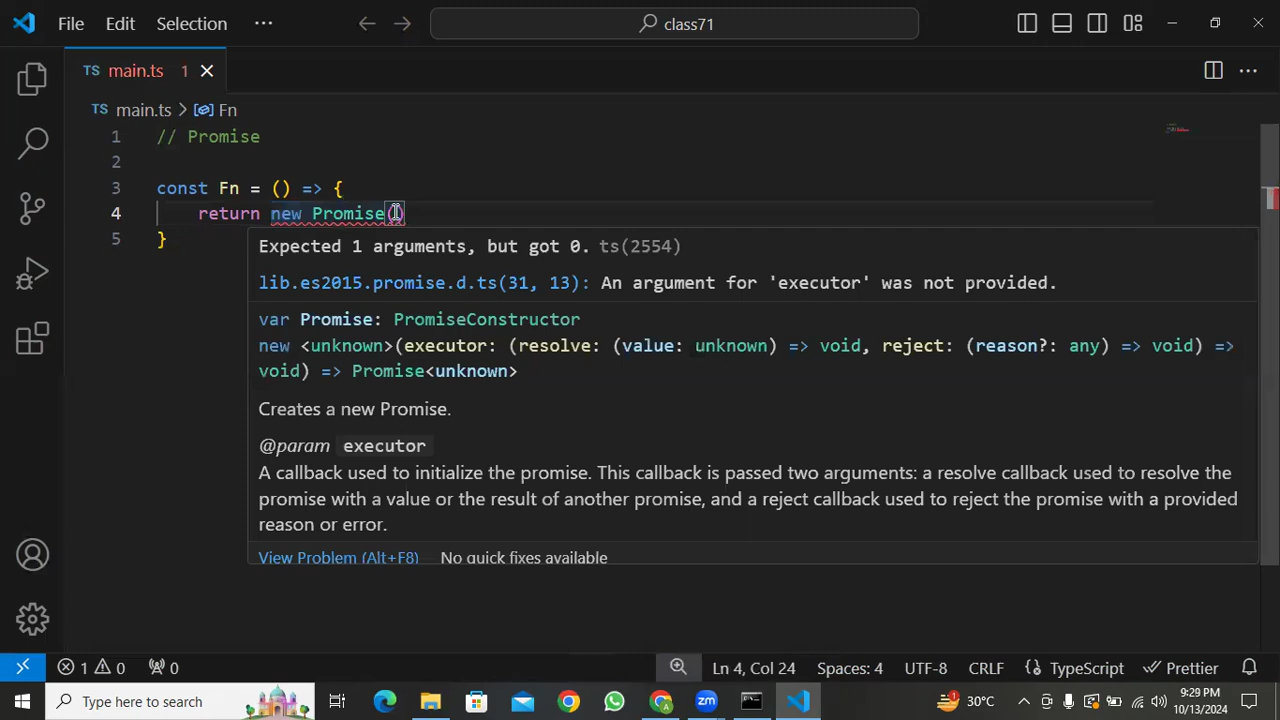 File Edit Selection ··· class71
TS main.ts 1
TS main.ts > Fn
1 // Promise
2
3 const Fn = () => {
4 return new Promise()
5 }
Expected 1 arguments, but got 0. ts(2554)
lib.es2015.promise.d.ts(31, 13): An argument for 'executor' was not provided.
var Promise: PromiseConstructor
new <unknown>(executor: (resolve: (value: unknown) => void, reject: (reason?: any) => void) =>
void) => Promise<unknown>
Creates a new Promise.
@param executor
A callback used to initialize the promise. This callback is passed two arguments: a resolve callback used to resolve the
promise with a value or the result of another promise, and a reject callback used to reject the promise with a provided
reason or error.
View Problem (Alt+F8) No quick fixes available
1 0 0 Ln 4, Col 24 Spaces: 4 UTF-8 CRLF TypeScript Prettier
Type here to search 1 30°C 9:29 PM
10/13/2024